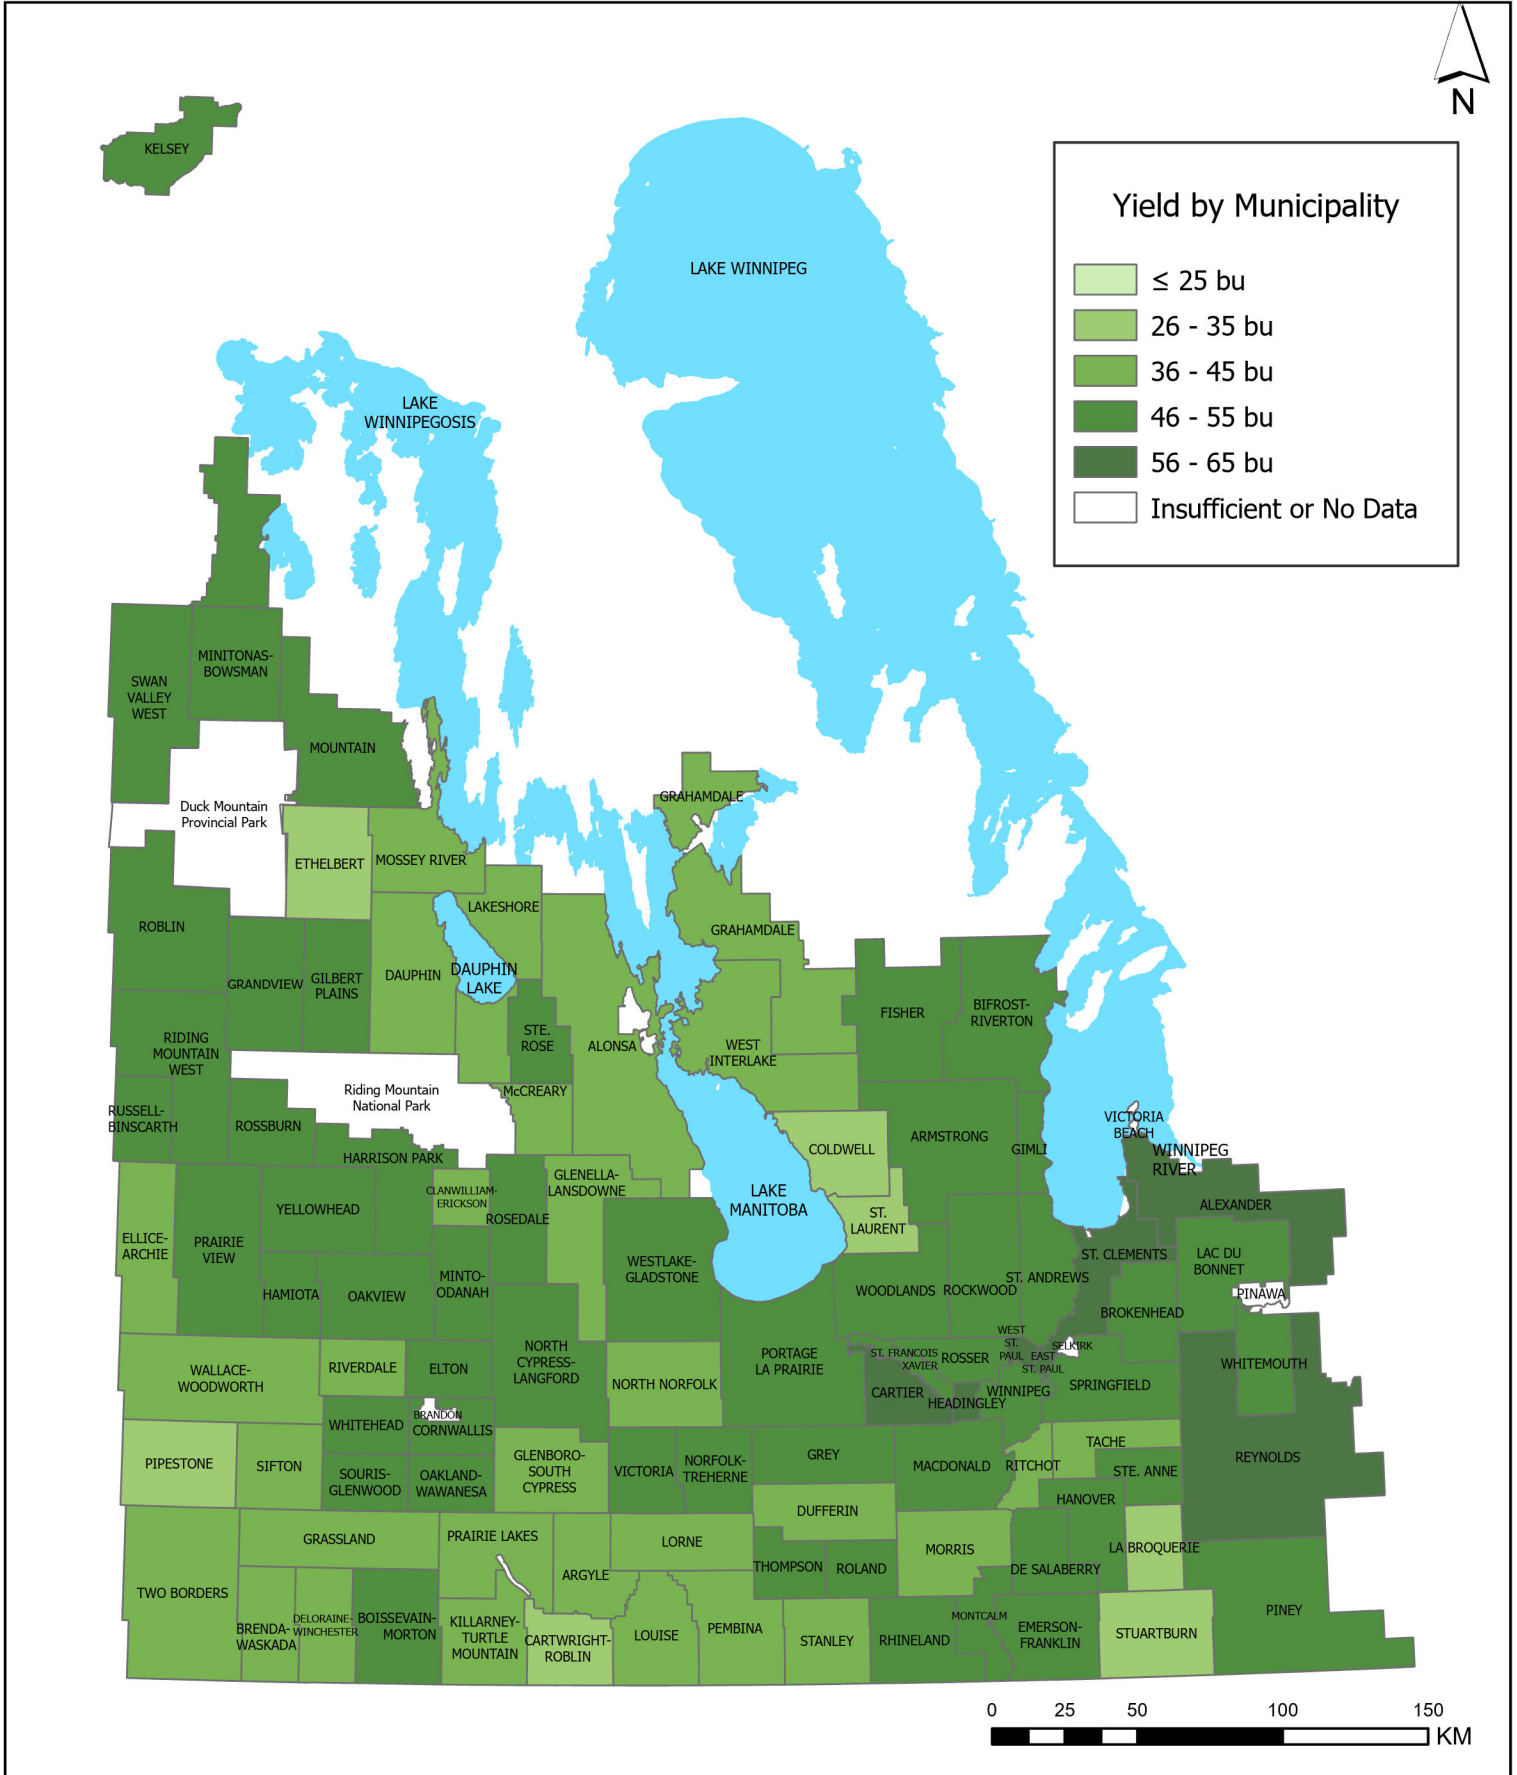 N
KELSEY
Yield by Municipality
≤ 25 bu
26 - 35 bu
36 - 45 bu
46 - 55 bu
56 - 65 bu
Insufficient or No Data
LAKE WINNIPEG
LAKE
WINNIPEGOSIS
MINITONAS-
BOWSMAN
SWAN
VALLEY
WEST
MOUNTAIN
Duck Mountain
Provincial Park
GRAHAMDALE
ETHELBERT
MOSSEY RIVER
LAKESHORE
ROBLIN
GRAHAMDALE
DAUPHIN
DAUPHIN
LAKE
GRANDVIEW
GILBERT
PLAINS
FISHER
BIFROST-
RIVERTON
STE.
ROSE
ALONSA
WEST
INTERLAKE
RIDING
MOUNTAIN
WEST
Riding Mountain
National Park
McCREARY
RUSSELL-
BINSCARTH
ROSSBURN
VICTORIA
BEACH
HARRISON PARK
COLDWELL
ARMSTRONG
GIMLI
WINNIPEG
RIVER
GLENELLA-
LANSDOWNE
CLANWILLIAM-
ERICKSON
LAKE
MANITOBA
ALEXANDER
YELLOWHEAD
ROSEDALE
ST.
LAURENT
ELLICE-
ARCHIE
PRAIRIE
VIEW
WESTLAKE-
GLADSTONE
ST. CLEMENTS
LAC DU
BONNET
MINTO-
ODANAH
HAMIOTA
OAKVIEW
WOODLANDS
ROCKWOOD
ST. ANDREWS
PINAWA
BROKENHEAD
WALLACE-
WOODWORTH
RIVERDALE
ELTON
NORTH
CYPRESS-
LANGFORD
PORTAGE
LA PRAIRIE
ST. FRANCOIS
XAVIER
ROSSER
WEST
ST.
PAUL
EAST
ST. PAUL
SELKIRK
WHITEMOUTH
NORTH NORFOLK
CARTIER
HEADINGLEY
WINNIPEG
SPRINGFIELD
WHITEHEAD
BRANDON
CORNWALLIS
PIPESTONE
SIFTON
SOURIS-
GLENWOOD
OAKLAND-
WAWANESA
GLENBORO-
SOUTH
CYPRESS
VICTORIA
NORFOLK-
TREHERNE
GREY
MACDONALD
RITCHOT
TACHE
STE. ANNE
REYNOLDS
HANOVER
DUFFERIN
GRASSLAND
PRAIRIE LAKES
LORNE
MORRIS
LA BROQUERIE
TWO BORDERS
ARGYLE
THOMPSON
ROLAND
DE SALABERRY
BRENDA-
WASKADA
DELORAINE-
WINCHESTER
BOISSEVAIN-
MORTON
KILLARNEY-
TURTLE
MOUNTAIN
CARTWRIGHT-
ROBLIN
LOUISE
PEMBINA
STANLEY
RHINELAND
MONTCALM
EMERSON-
FRANKLIN
STUARTBURN
PINEY
0 25 50 100 150
KM